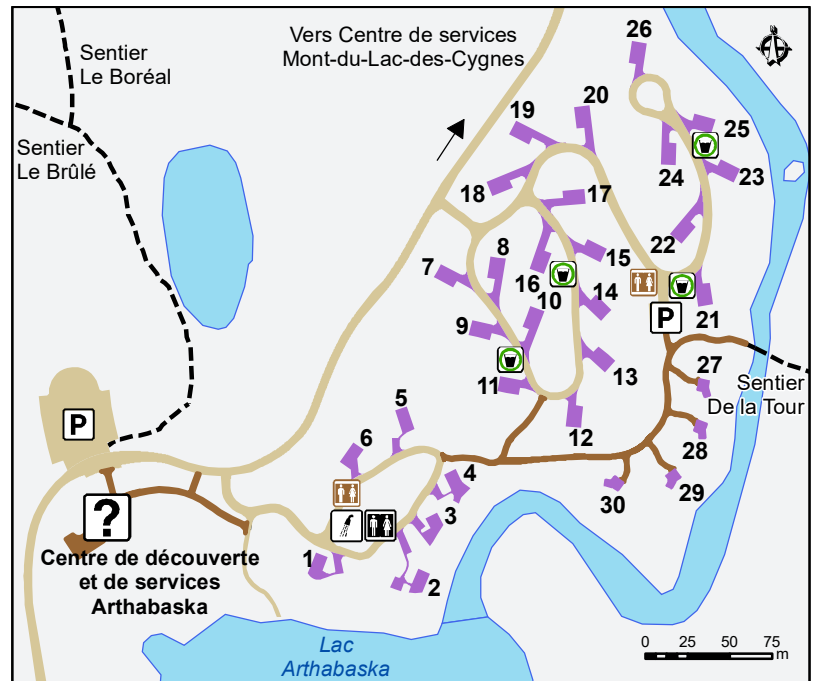 Vers Centre de services
Mont-du-Lac-des-Cygnes
26
Sentier
Le Boréal
19
20
25
Sentier
Le Brûlé
24
23
18
17
22
8
15
7
16
10
14
21
9
P
27
13
Sentier
De la Tour
11
5
12
28
P
6
4
29
30
3
?
Centre de découverte
et de services
Arthabaska
1
2
Lac
Arthabaska
0 25 50 75
m